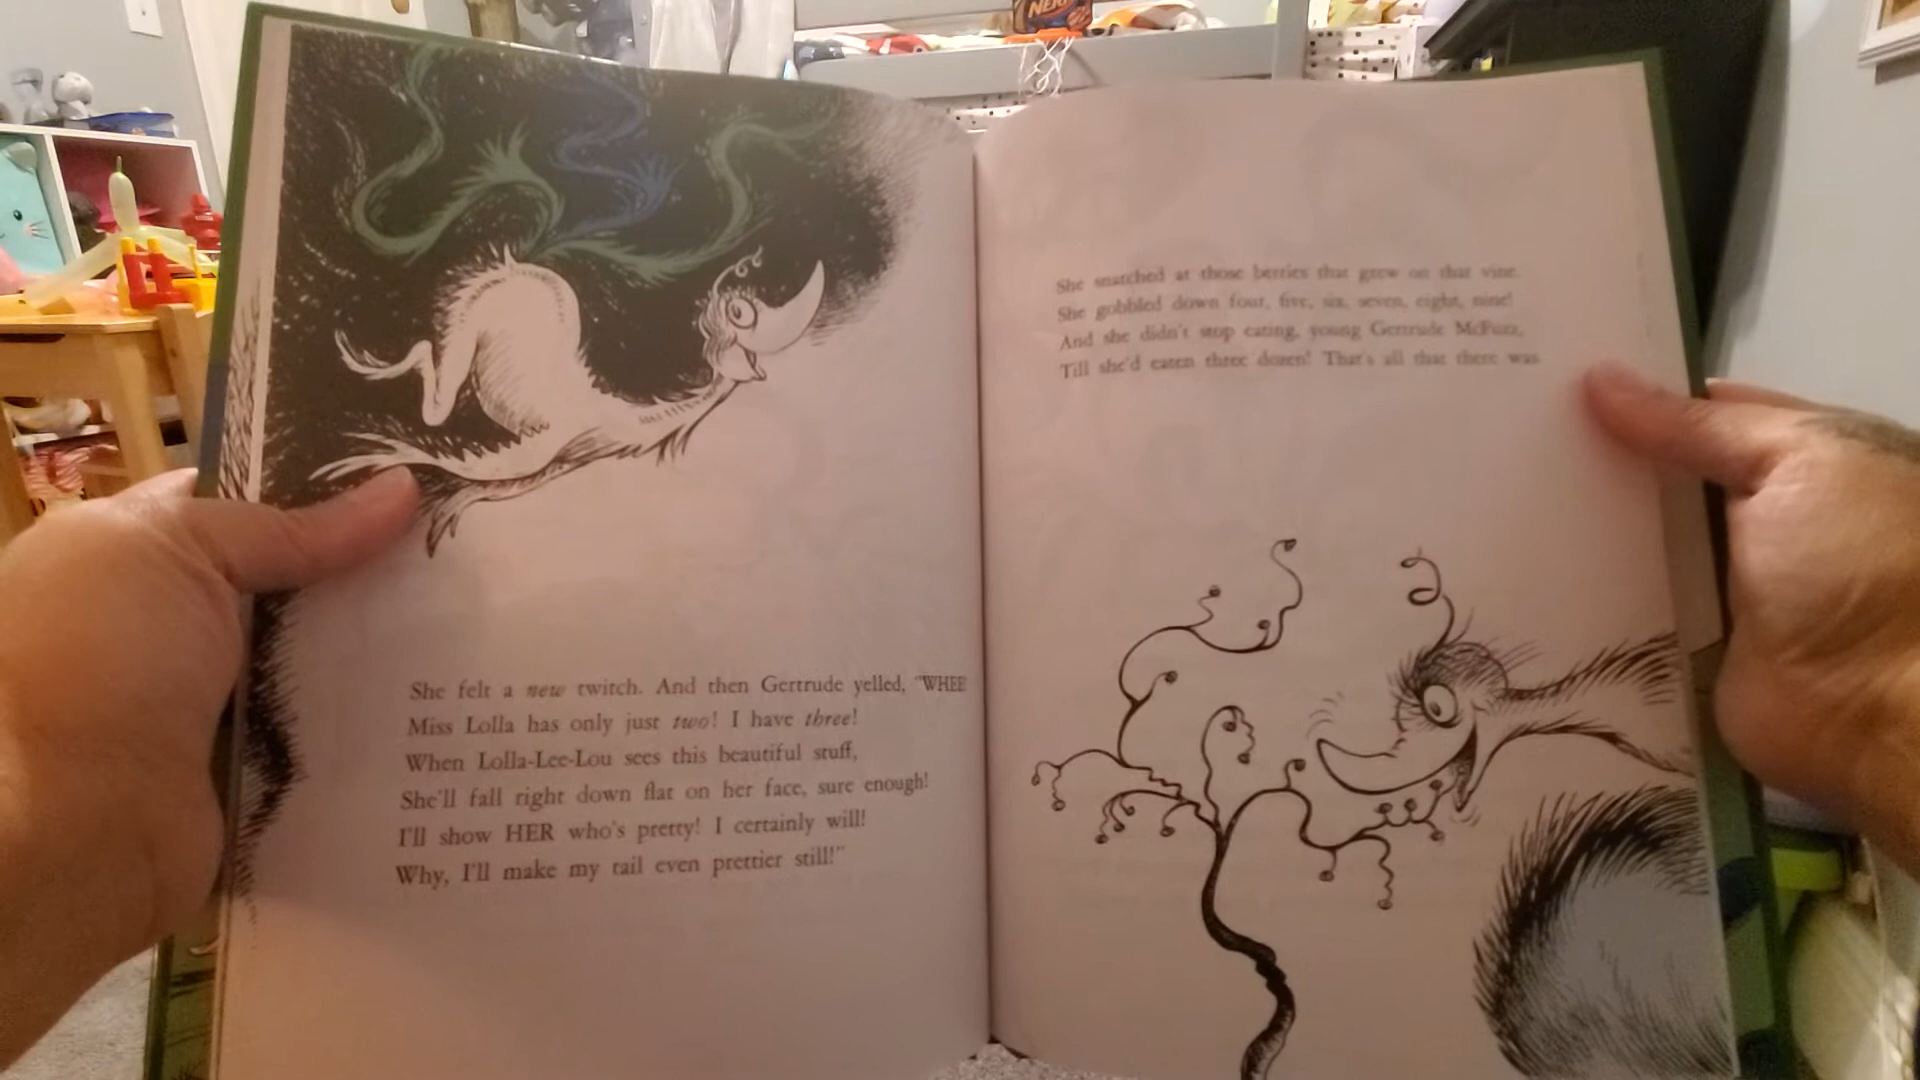 NERF
She felt a new twitch. And then Gertrude yelled, "WHEE
Miss Lolla has only just two! I have three!
When Lolla-Lee-Lou sees this beautiful stuff,
She'll fall right down flat on her face, sure enough!
I'll show HER who's pretty! I certainly will!
Why, I'll make my tail even prettier still!"
She snatched at those berries that grew on that vine.
She gobbled down four, five, six, seven, eight, nine!
And she didn't stop eating, young Gertrude McFuzz,
Till she'd eaten three dozen! That's all that there was.